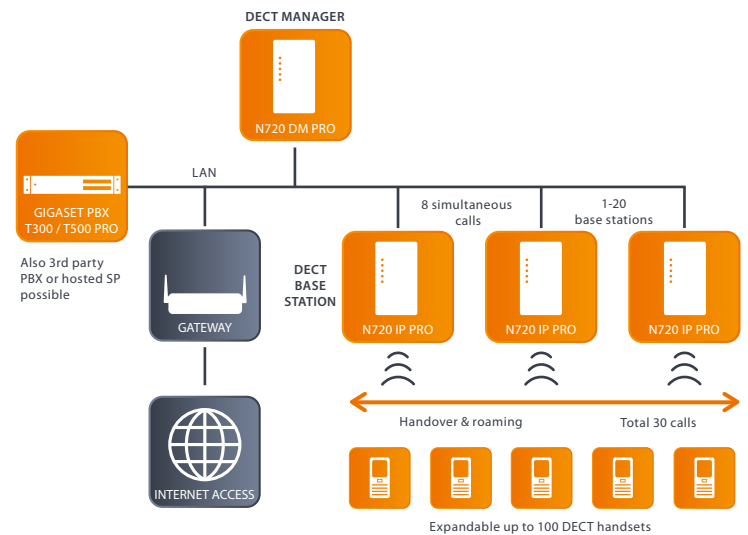 DECT MANAGER
N720 DM PRO
LAN
GIGASET PBX
T300 / T500 PRO
Also 3rd party
PBX or hosted SP
possible
GATEWAY
INTERNET ACCESS
8 simultaneous
calls
1-20
base stations
DECT
BASE
STATION
N720 IP PRO
N720 IP PRO
N720 IP PRO
Handover & roaming
Total 30 calls
Expandable up to 100 DECT handsets